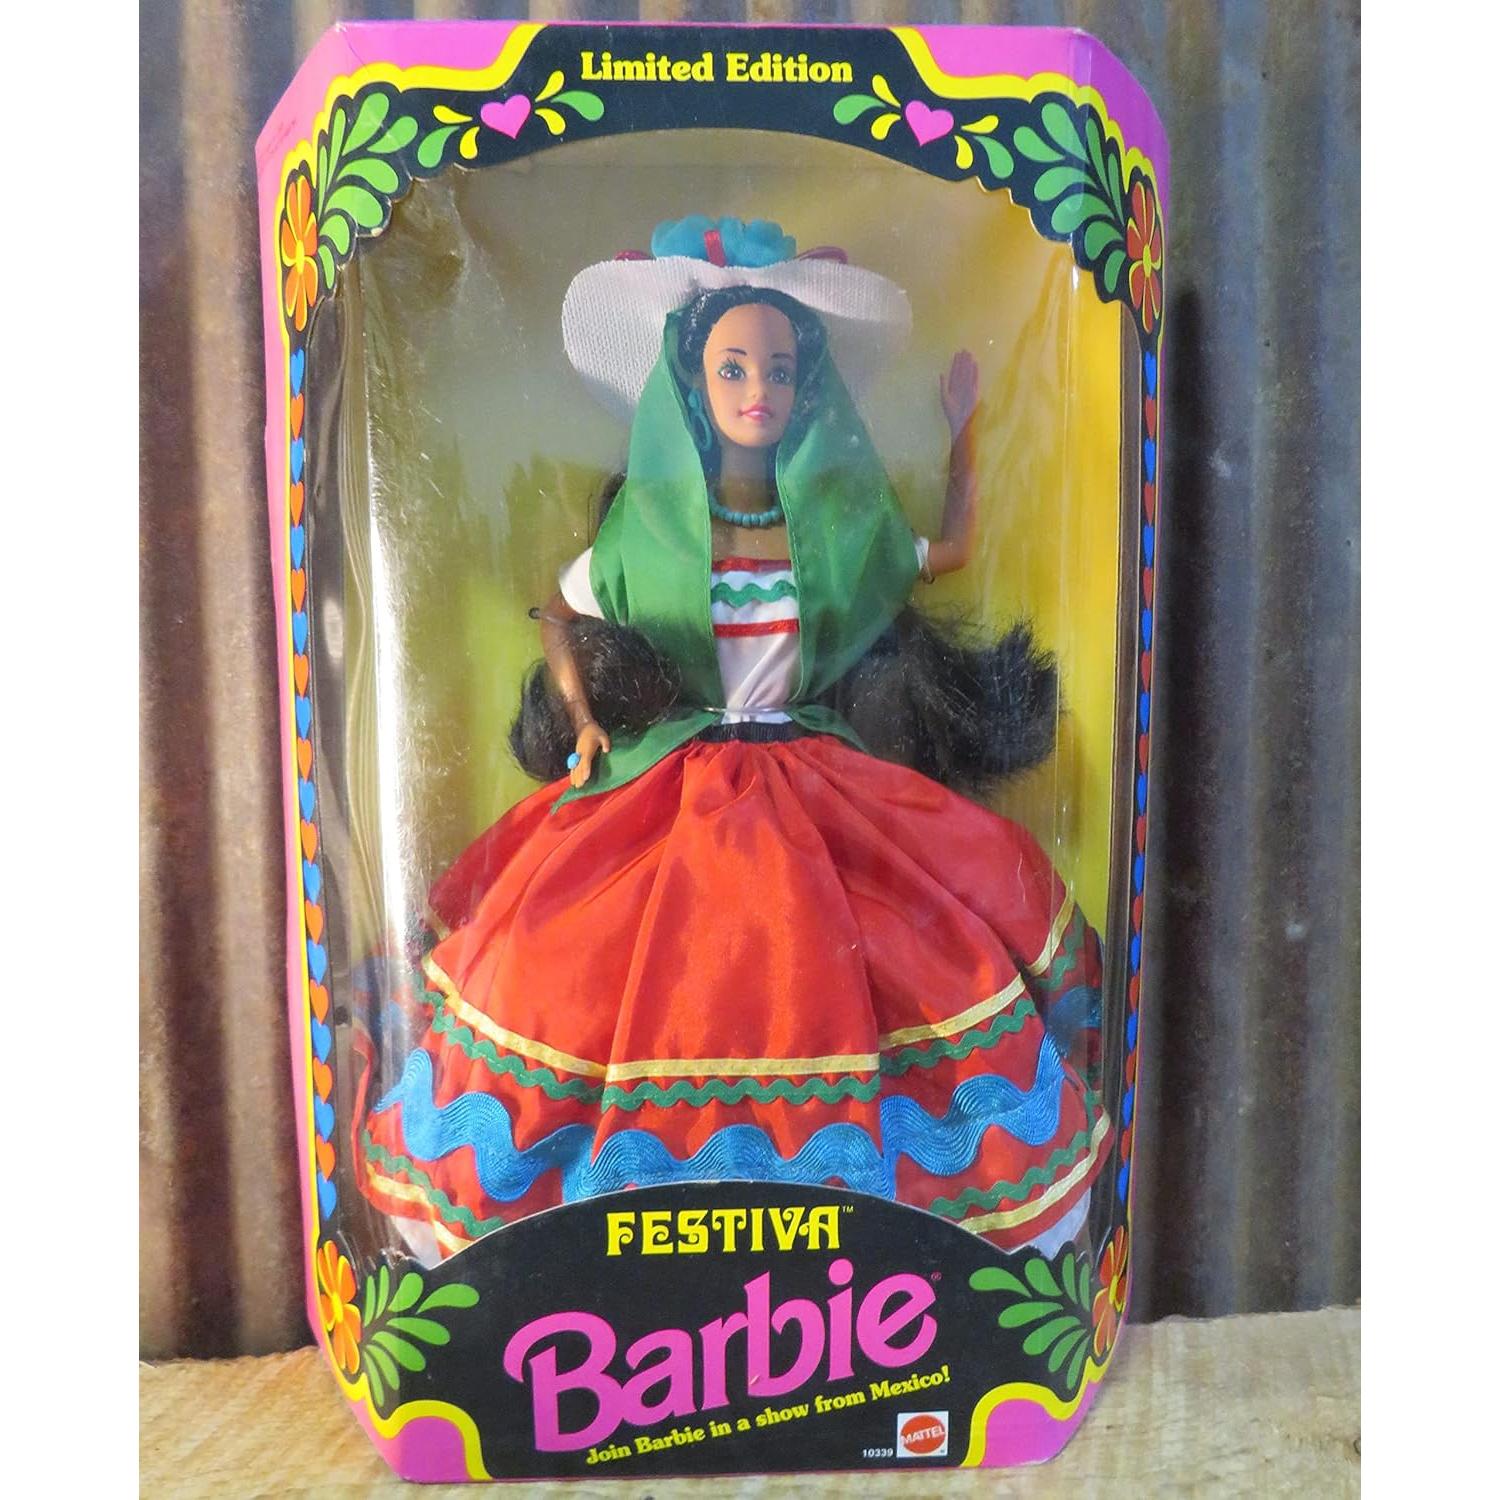 Limited Edition
FESTIVA™
Barbie®
Join Barbie in a show from Mexico!
10339
MATTEL